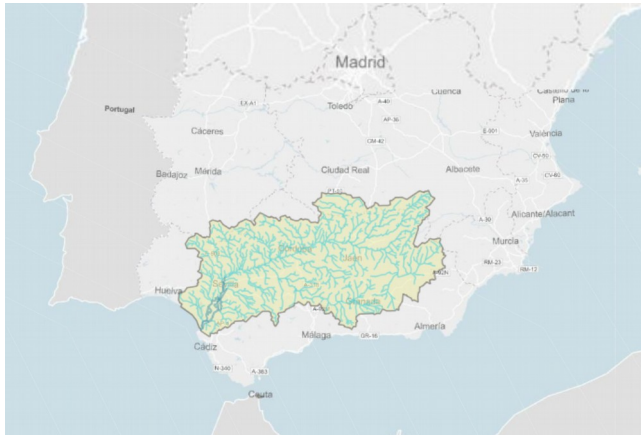 Madrid
Castelló de la
Plana
Cuenca
A-40
Toledo
Portugal
EX-A1
AP-36
Cáceres
CM-42
València
CV-50
Badajoz
Mérida
Ciudad Real
Albacete
A-35
CV-80
Alicante/Alacant
A-30
Murcia
Córdoba
Jaén
RM-23
RM-12
Sevilla
Huelva
Granada
Málaga
Almería
Cádiz
N-340
A-383
Ceuta